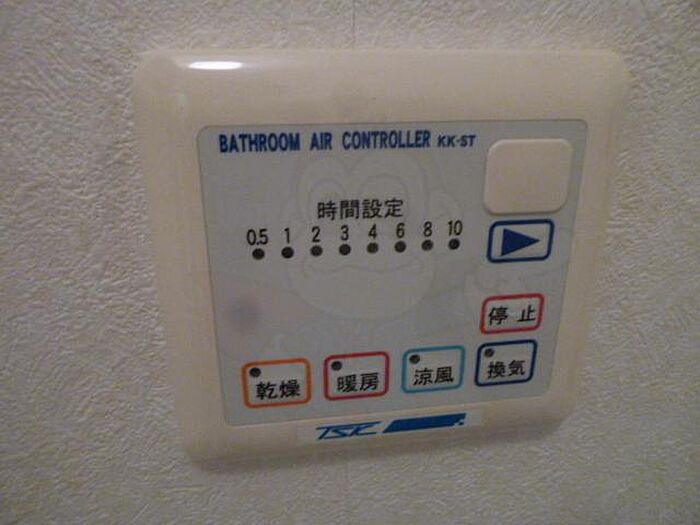 BATHROOM AIR CONTROLLER KK-ST
時間設定
0.5 1 2 3 4 6 8 10
停止
乾燥 暖房 涼風 換気
TSK